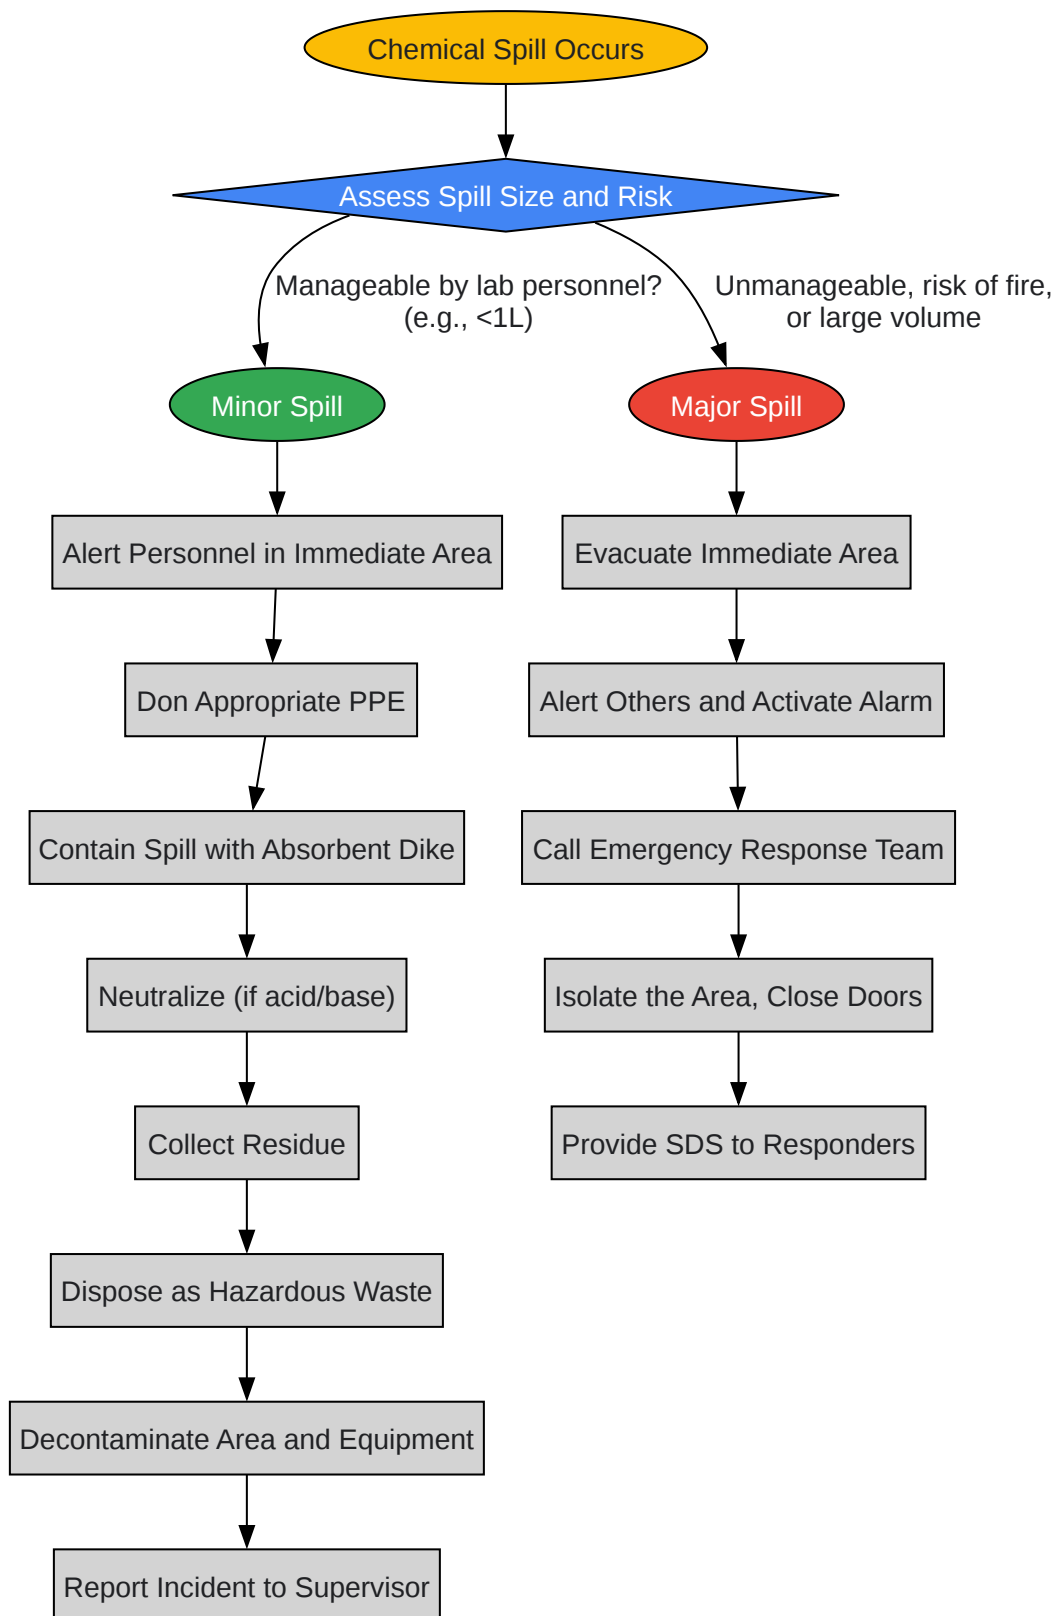 Chemical Spill Occurs
Assess Spill Size and Risk
Manageable by lab personnel?
(e.g., <1L)
Unmanageable, risk of fire,
or large volume
Minor Spill
Major Spill
Alert Personnel in Immediate Area
Evacuate Immediate Area
Don Appropriate PPE
Alert Others and Activate Alarm
Contain Spill with Absorbent Dike
Call Emergency Response Team
Neutralize (if acid/base)
Isolate the Area, Close Doors
Collect Residue
Provide SDS to Responders
Dispose as Hazardous Waste
Decontaminate Area and Equipment
Report Incident to Supervisor